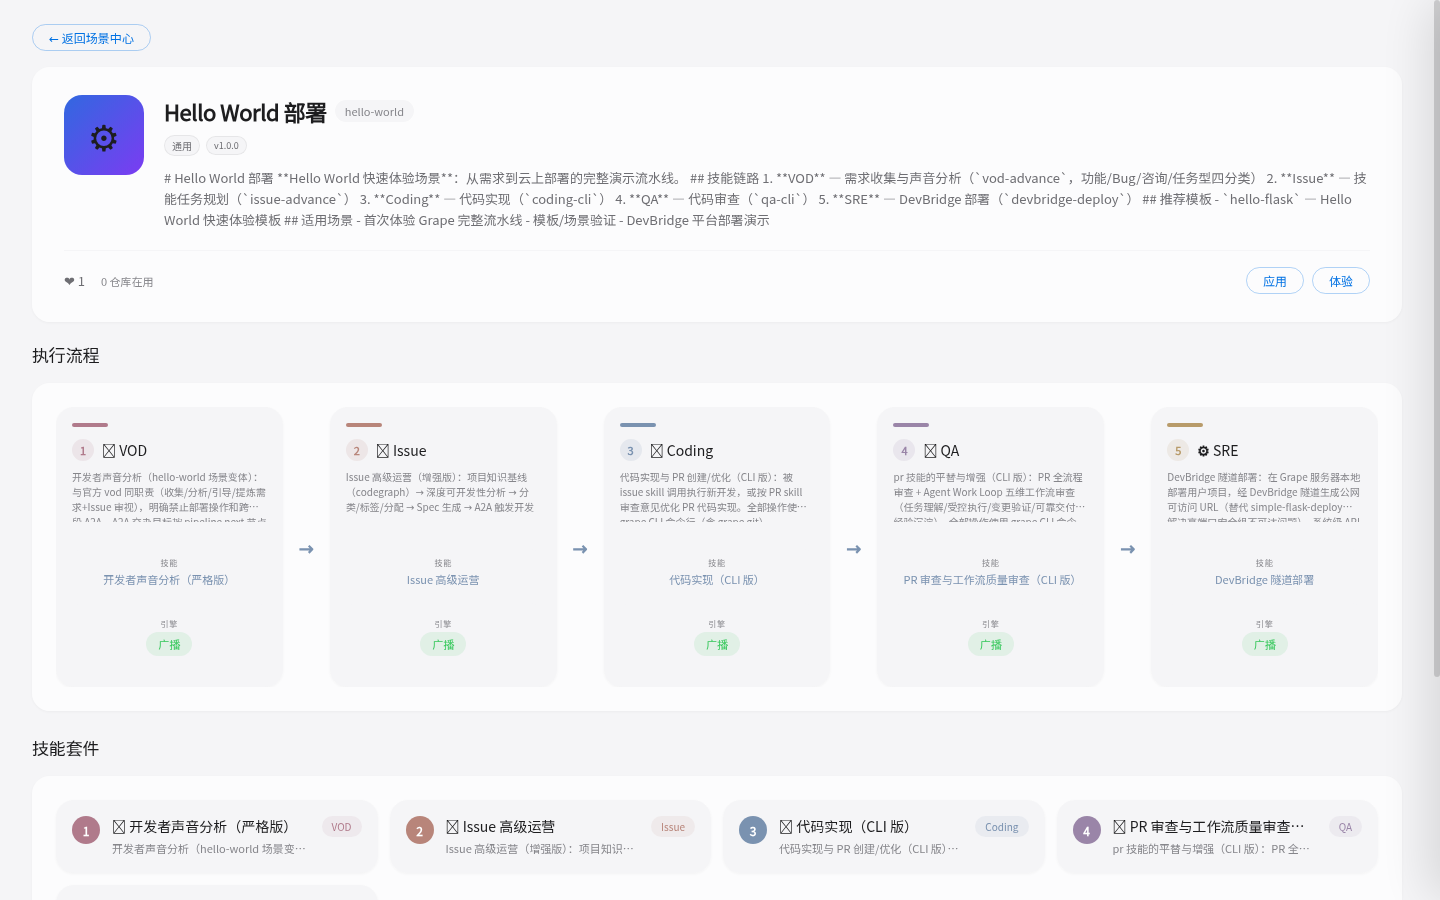 ← 返回场景中心
Hello World 部署 hello-world
通用 v1.0.0
# Hello World 部署 **Hello World 快速体验场景**：从需求到云上部署的完整演示流水线。 ## 技能链路 1. **VOD** — 需求收集与声音分析（`vod-advance`，功能/Bug/咨询/任务型四分类） 2. **Issue** — 技
能任务规划（`issue-advance`） 3. **Coding** — 代码实现（`coding-cli`） 4. **QA** — 代码审查（`qa-cli`） 5. **SRE** — DevBridge 部署（`devbridge-deploy`） ## 推荐模板 - `hello-flask` — Hello
World 快速体验模板 ## 适用场景 - 首次体验 Grape 完整流水线 - 模板/场景验证 - DevBridge 平台部署演示
❤ 1 0 仓库在用 应用 体验
执行流程
1 VOD
开发者声音分析（hello-world 场景变体）：
与官方 vod 同职责（收集/分析/引导/提炼需
求+Issue 审视），明确禁止部署操作和跨…
技能
开发者声音分析（严格版）
引擎
广播
→
2 Issue
Issue 高级运营（增强版）：项目知识基线
（codegraph）→ 深度可开发性分析 → 分
类/标签/分配 → Spec 生成 → A2A 触发开发
技能
Issue 高级运营
引擎
广播
→
3 Coding
代码实现与 PR 创建/优化（CLI 版）：被
issue skill 调用执行新开发，或按 PR skill
审查意见优化 PR 代码实现。全部操作使…
技能
代码实现（CLI 版）
引擎
广播
→
4 QA
pr 技能的平替与增强（CLI 版）：PR 全流程
审查 + Agent Work Loop 五维工作流审查
（任务理解/受控执行/变更验证/可靠交付…
技能
PR 审查与工作流质量审查（CLI 版）
引擎
广播
→
5 ⚙ SRE
DevBridge 隧道部署：在 Grape 服务器本地
部署用户项目，经 DevBridge 隧道生成公网
可访问 URL（替代 simple-flask-deploy…
技能
DevBridge 隧道部署
引擎
广播
技能套件
1 开发者声音分析（严格版） VOD
开发者声音分析（hello-world 场景变…
2 Issue 高级运营 Issue
Issue 高级运营（增强版）：项目知识…
3 代码实现（CLI 版） Coding
代码实现与 PR 创建/优化（CLI 版）…
4 PR 审查与工作流质量审查… QA
pr 技能的平替与增强（CLI 版）：PR 全…